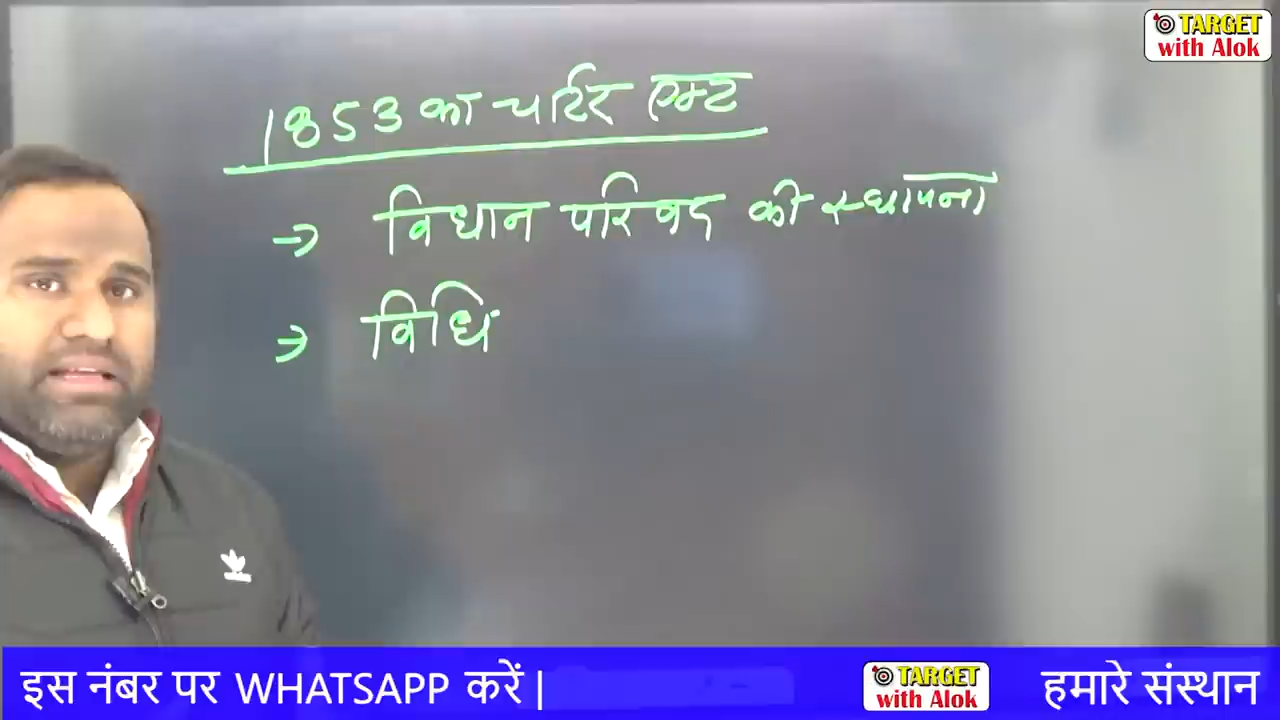 TARGET
with Alok
1853 का चार्टर एक्ट
→ विधान परिषद की स्थापना
→ विधि
इस नंबर पर WHATSAPP करें |
TARGET
with Alok
हमारे संस्थान